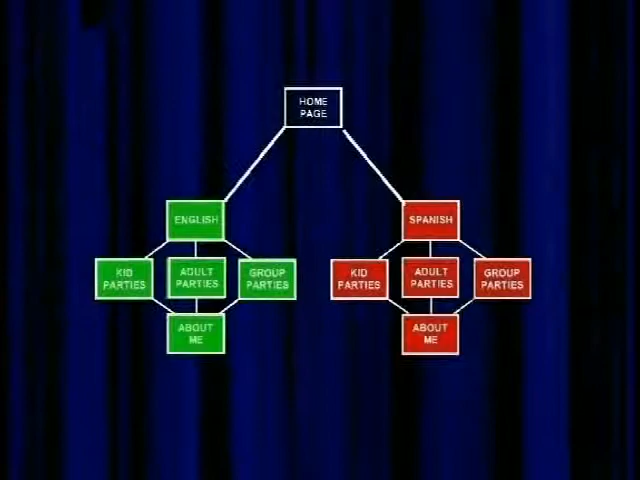 HOME
PAGE
ENGLISH
SPANISH
KID
PARTIES
ADULT
PARTIES
GROUP
PARTIES
KID
PARTIES
ADULT
PARTIES
GROUP
PARTIES
ABOUT
ME
ABOUT
ME